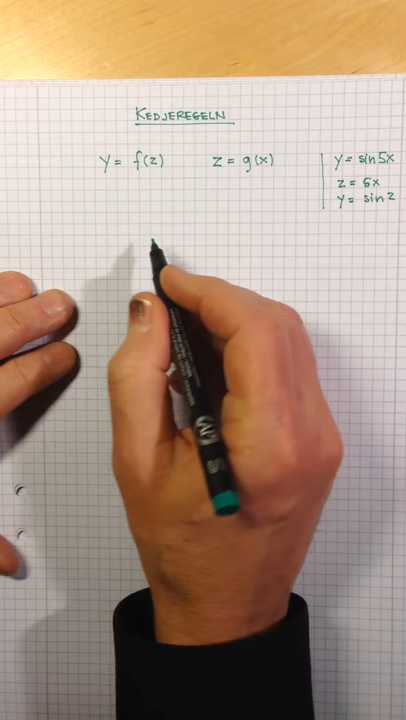 KEDJEREGELN
y = f(z) z = g(x)
y = sin 5x
z = 5x
y = sin z